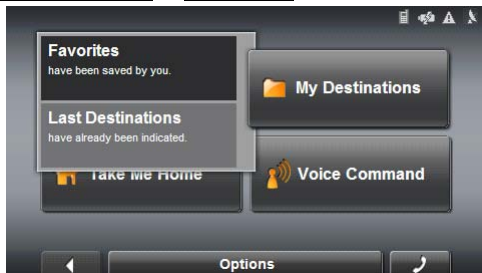 Favorites
have been saved by you.
My Destinations
Last Destinations
have already been indicated.
Take Me Home
Voice Command
Options